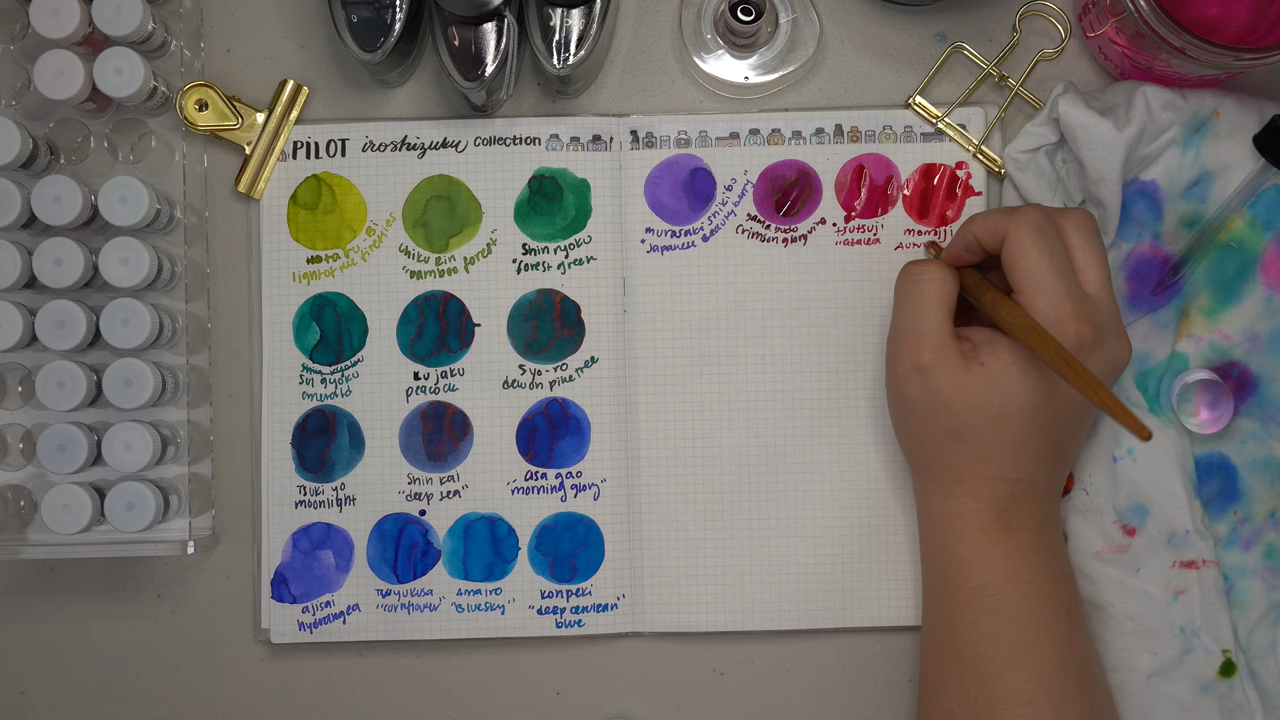 PILOT iroshizuku Collection
Hotaru Bi
light of the fireflies
Chiku Rin
"bamboo forest"
Shin ryoku
"forest green"
Sui gyoku
emerald
Ku jaku
peacock
Syo-ro
dew on pine tree
Tsuki yo
moonlight
Shin kai
"deep sea"
asa gao
"morning glory"
ajisai
hydrangea
Tsuyukusa
"cornflower"
Ama iro
"Blue sky"
Kon peki
"deep cerulean"
blue
murasaki shikibu
"Japanese Beauty berry"
yama budo
Crimson glory
tsutsuji
"azalea
momiji